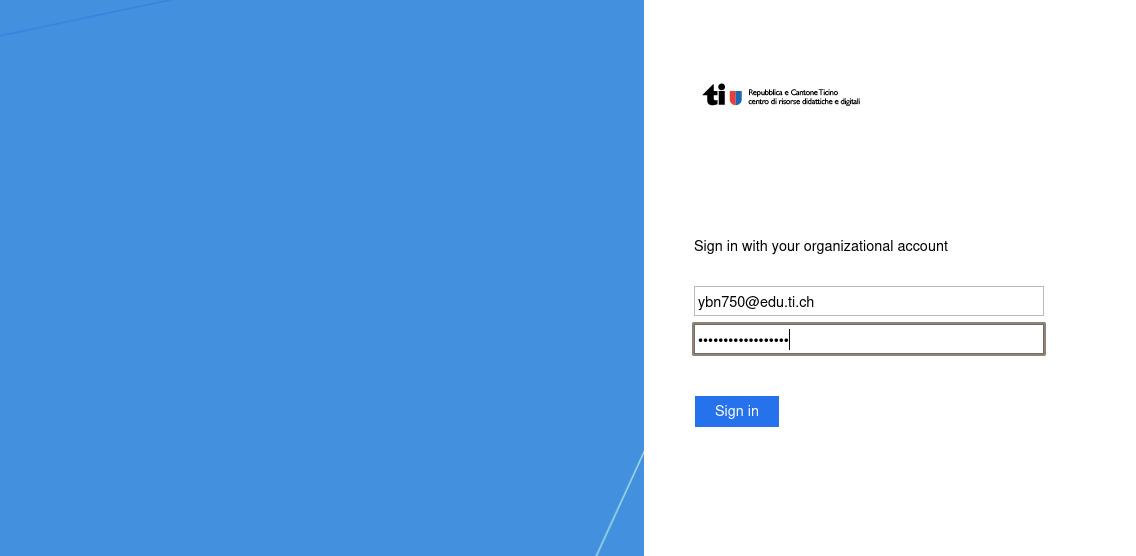 ti
Repubblica e Cantone Ticino
centro di risorse didattiche e digitali
Sign in with your organizational account
ybn750@edu.ti.ch
••••••••••••••••••
Sign in